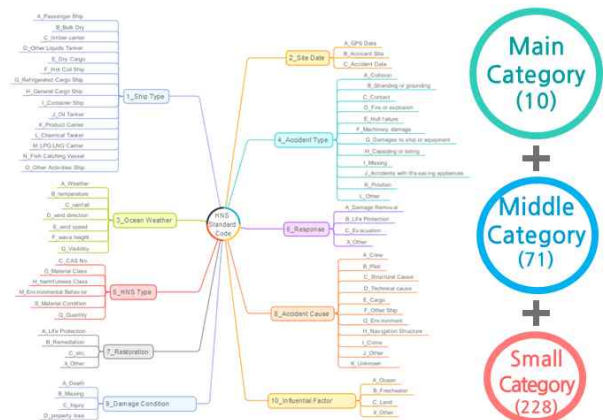 A_Passenger Ship
B_Bulk Dry
C_timber carrier
D_Other Liquids Tanker
E_Dry Cargo
F_Hot Coil Ship
G_Refrigerated Cargo Ship
H_General Cargo Ship
I_Container Ship
J_Oil Tanker
K_Product Carrier
L_Chemical Tanker
M_LPG·LNG Carrier
N_Fish Catching Vessel
O_Other Activities Ship
1_Ship Type
A_Weather
B_temperature
C_rainfall
D_wind direction
E_wind speed
F_wave height
G_Visibility
3_Ocean Weather
C_CAS No.
G_Material Class
H_Harmfulness Class
M_Environmental Behavior
S_Material Condition
Q_Quantity
5_HNS Type
A_Life Protection
B_Remediation
C_etc.
X_Other
7_Restoration
A_Death
B_Missing
C_Injury
D_property loss
9_Damage Condition
HNS
Standard
Code
2_Site Date
A_GPS Data
B_Accident Site
C_Accident Date
4_Accident Type
A_Collision
B_Stranding or grounding
C_Contact
D_Fire or explosion
E_Hull failure
F_Machinery damage
G_Damages to ship or equipment
H_Capsizing or listing
I_Missing
J_Accidents with life-saving appliances
K_Pollution
L_Other
6_Response
A_Damage Removal
B_Life Protection
C_Evacuation
X_Other
8_Accident Cause
A_Crew
B_Pilot
C_Structural Cause
D_Technical cause
E_Cargo
F_Other Ship
G_Environment
H_Navigation Structure
I_Crime
J_Other
K_Unknown
10_Influential Factor
A_Ocean
B_Freshwater
C_Land
X_Other
Main
Category
(10)
+
Middle
Category
(71)
+
Small
Category
(228)